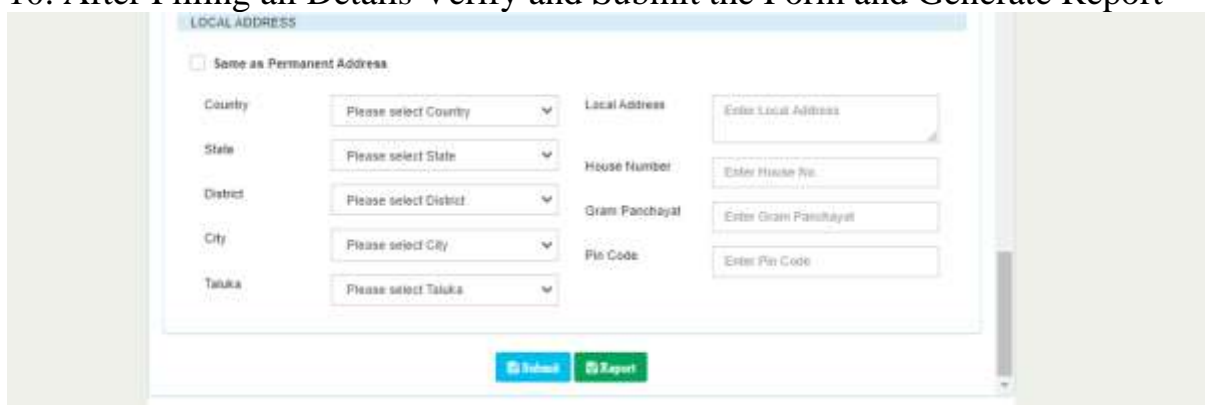 10. After Filling all Details Verify and Submit the Form and Generate Report
LOCAL ADDRESS
Same as Permanent Address
Country
Please select Country
Local Address
Enter Local Address
State
Please select State
House Number
Enter House No.
District
Please select District
Gram Panchayat
Enter Gram Panchayat
City
Please select City
Pin Code
Enter Pin Code
Taluka
Please select Taluka
Submit
Report